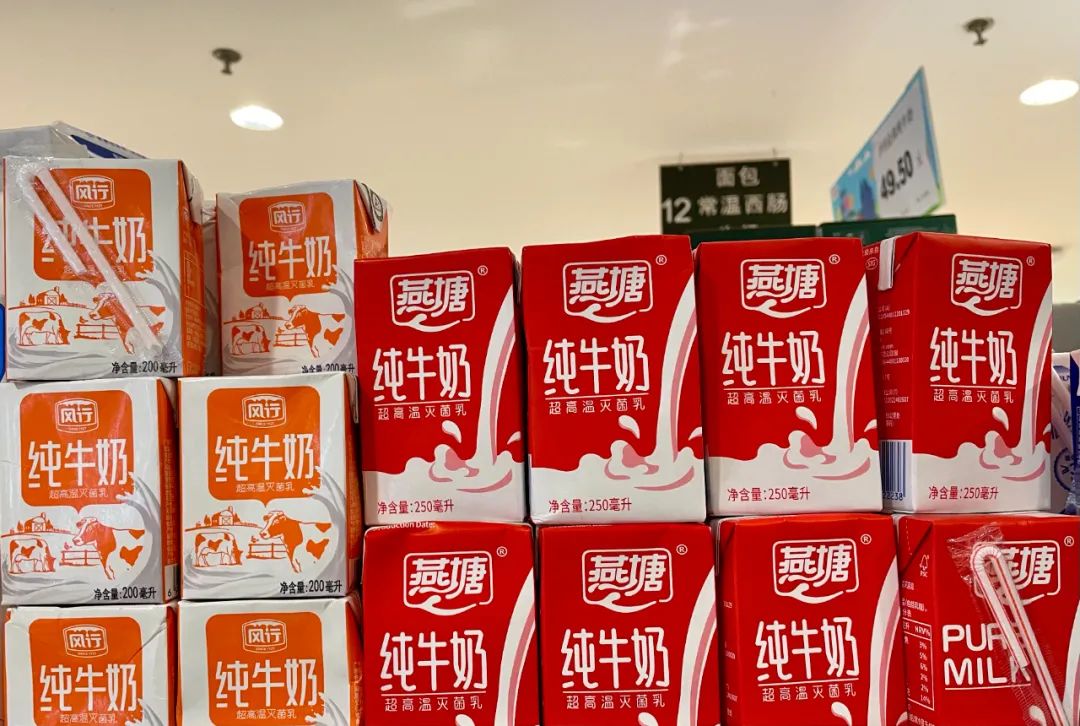 面包
12 常温西肠
49.50
风行
纯牛奶
超高温灭菌乳
净含量:200毫升
风行
纯牛奶
超高温灭菌乳
净含量:200毫升
燕塘®
纯牛奶
超高温灭菌乳
净含量:250毫升
燕塘®
纯牛奶
超高温灭菌乳
净含量:250毫升
燕塘®
纯牛奶
超高温灭菌乳
净含量:250毫升
燕塘®
纯牛奶
超高温灭菌乳
净含量:250毫升
风行
纯牛奶
超高温灭菌乳
净含量:200毫升
风行
纯牛奶
超高温灭菌乳
净含量:200毫升
Production Date:
燕塘®
纯牛奶
超高温灭菌乳
燕塘®
纯牛奶
超高温灭菌乳
燕塘®
纯牛奶
超高温灭菌乳
FSC
燕塘®
NRV%
PURE
MILK
风行
纯牛奶
超高温灭菌乳
风行
纯牛奶
超高温灭菌乳